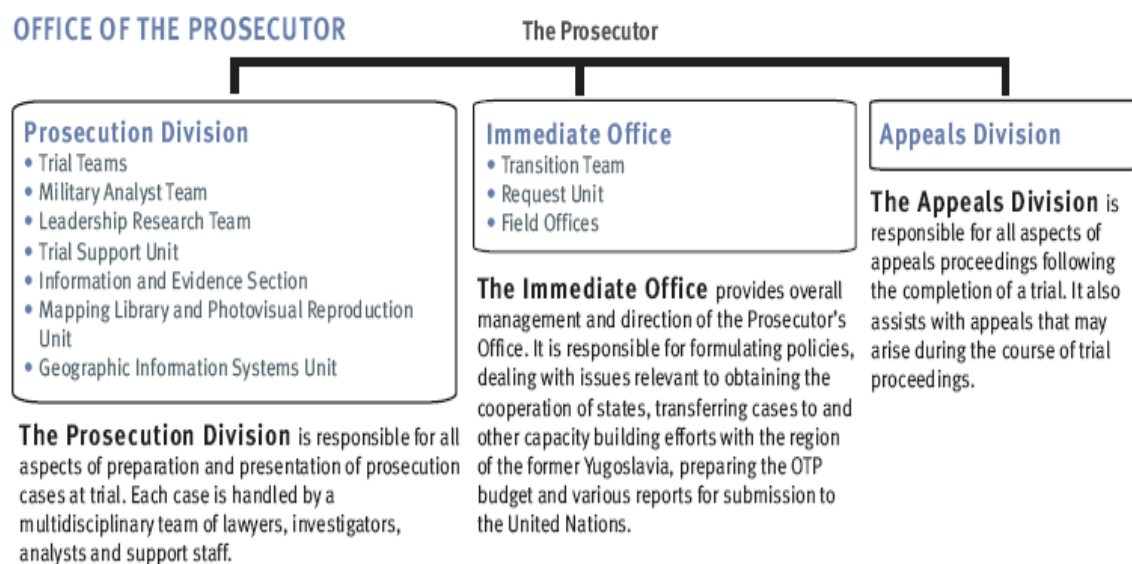 OFFICE OF THE PROSECUTOR
The Prosecutor
Prosecution Division
• Trial Teams
• Military Analyst Team
• Leadership Research Team
• Trial Support Unit
• Information and Evidence Section
• Mapping Library and Photovisual Reproduction
Unit
• Geographic Information Systems Unit
The Prosecution Division is responsible for all
aspects of preparation and presentation of prosecution
cases at trial. Each case is handled by a
multidisciplinary team of lawyers, investigators,
analysts and support staff.
Immediate Office
• Transition Team
• Request Unit
• Field Offices
The Immediate Office provides overall
management and direction of the Prosecutor's
Office. It is responsible for formulating policies,
dealing with issues relevant to obtaining the
cooperation of states, transferring cases to and
other capacity building efforts with the region
of the former Yugoslavia, preparing the OTP
budget and various reports for submission to
the United Nations.
Appeals Division
The Appeals Division is
responsible for all aspects of
appeals proceedings following
the completion of a trial. It also
assists with appeals that may
arise during the course of trial
proceedings.